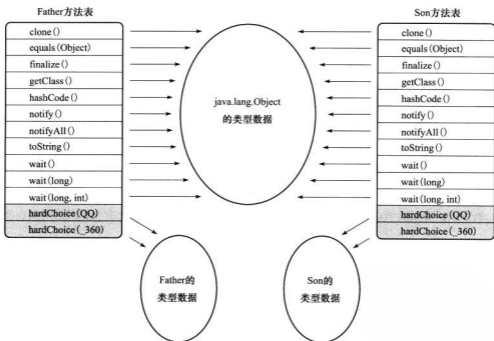 Father方法表
clone()
equals(Object)
finalize()
getClass()
hashCode()
notify()
notifyAll()
toString()
wait()
wait(long)
wait(long, int)
hardChoice(QQ)
hardChoice(_360)
java.lang.Object
的类型数据
Father的
类型数据
Son的
类型数据
Son方法表
clone()
equals(Object)
finalize()
getClass()
hashCode()
notify()
notifyAll()
toString()
wait()
wait(long)
wait(long, int)
hardChoice(QQ)
hardChoice(_360)